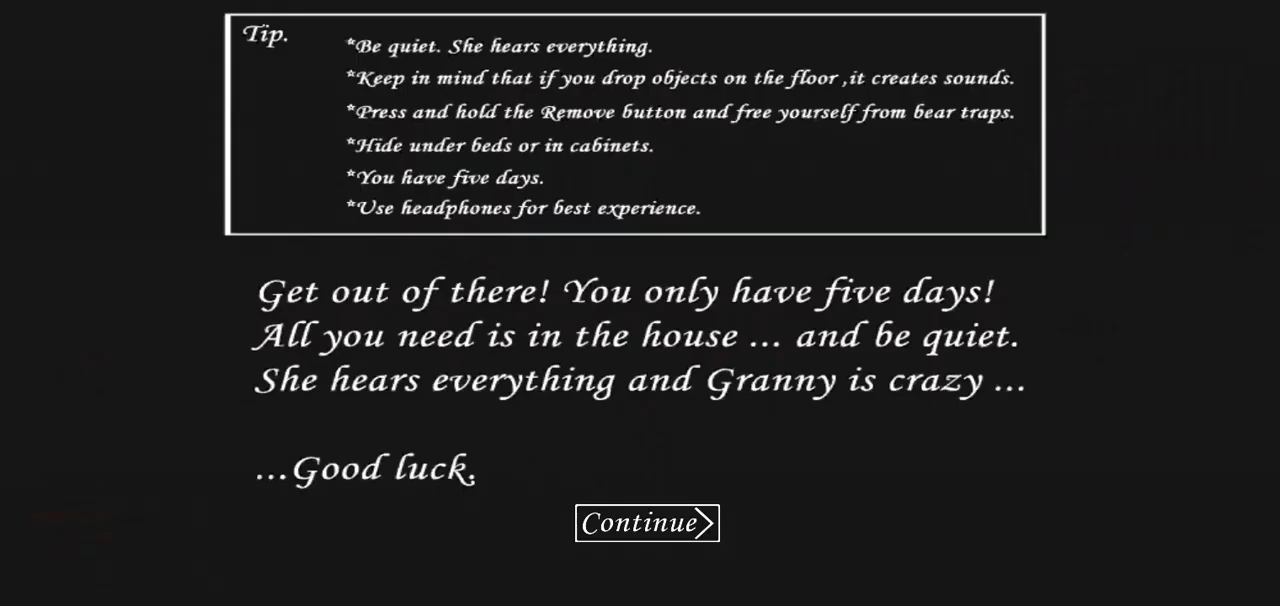 Tip.
*Be quiet. She hears everything.
*Keep in mind that if you drop objects on the floor ,it creates sounds.
*Press and hold the Remove button and free yourself from bear traps.
*Hide under beds or in cabinets.
*You have five days.
*Use headphones for best experience.
Get out of there! You only have five days!
All you need is in the house ... and be quiet.
She hears everything and Granny is crazy ...
...Good luck.
Continue>